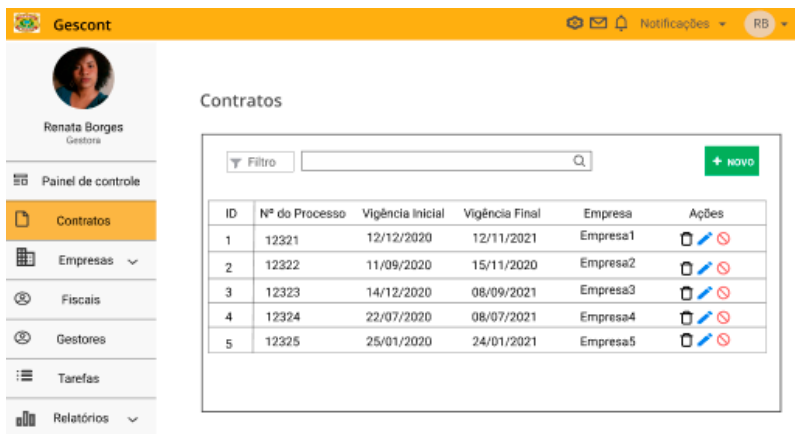 Gescont
Notificações
RB
Renata Borges
Gestora
Painel de controle
Contratos
Empresas
Fiscais
Gestores
Tarefas
Relatórios
Contratos
Filtro
+ NOVO
ID Nº do Processo Vigência Inicial Vigência Final Empresa Ações
1 12321 12/12/2020 12/11/2021 Empresa1
2 12322 11/09/2020 15/11/2020 Empresa2
3 12323 14/12/2020 08/09/2021 Empresa3
4 12324 22/07/2020 08/07/2021 Empresa4
5 12325 25/01/2020 24/01/2021 Empresa5